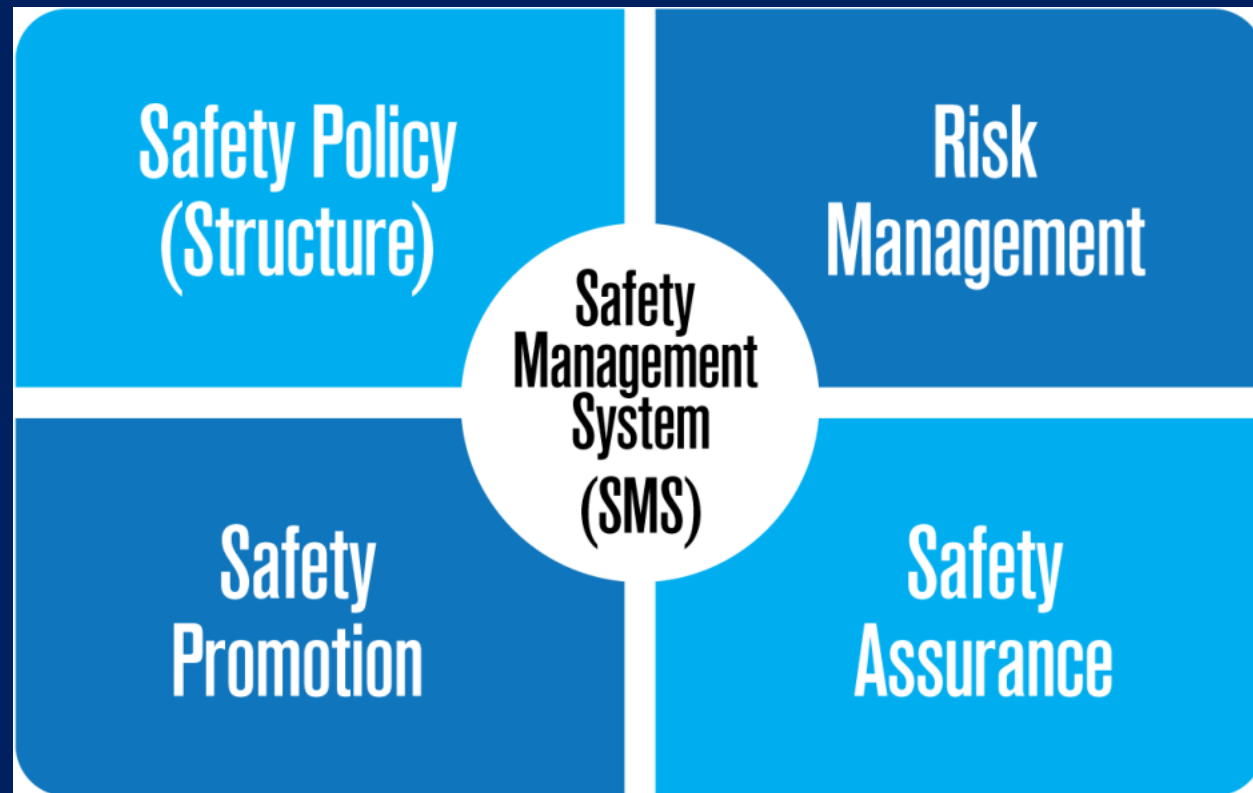 Safety Policy
(Structure)
Risk
Management
Safety
Management
System
(SMS)
Safety
Promotion
Safety
Assurance